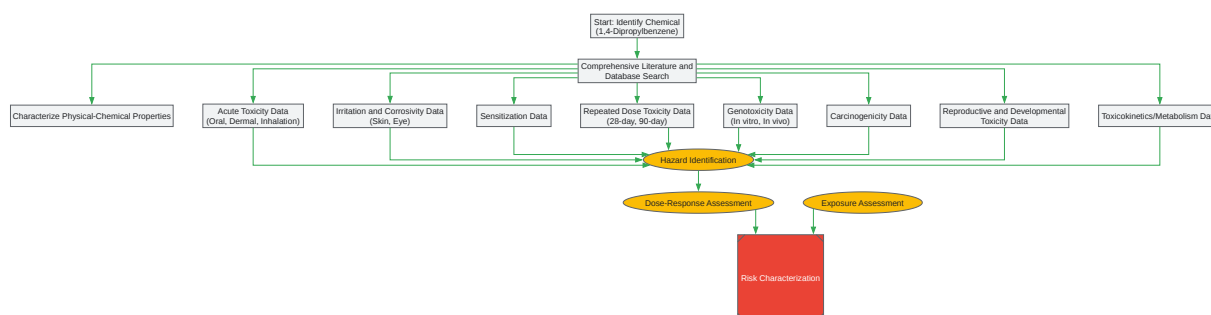 Start: Identify Chemical
(1,4-Dipropylbenzene)
Comprehensive Literature and
Database Search
Characterize Physical-Chemical Properties
Acute Toxicity Data
(Oral, Dermal, Inhalation)
Irritation and Corrosivity Data
(Skin, Eye)
Sensitization Data
Repeated Dose Toxicity Data
(28-day, 90-day)
Genotoxicity Data
(In vitro, In vivo)
Carcinogenicity Data
Reproductive and Developmental
Toxicity Data
Toxicokinetics/Metabolism Da
Hazard Identification
Dose-Response Assessment
Exposure Assessment
Risk Characterization